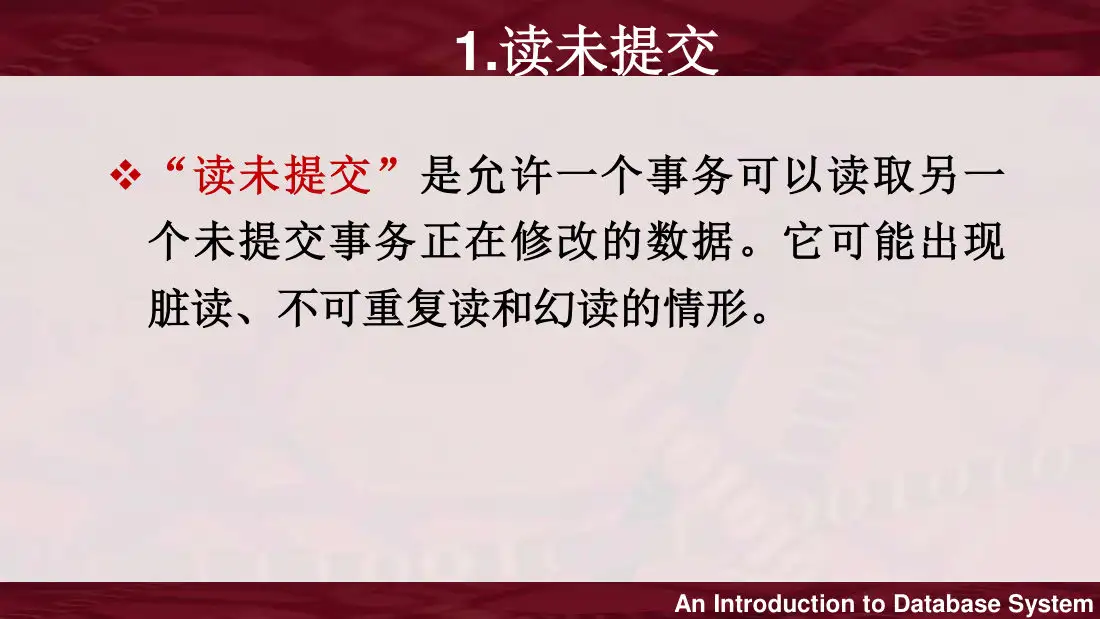 1.读未提交
❖“读未提交”是允许一个事务可以读取另一
个未提交事务正在修改的数据。它可能出现
脏读、不可重复读和幻读的情形。
An Introduction to Database System